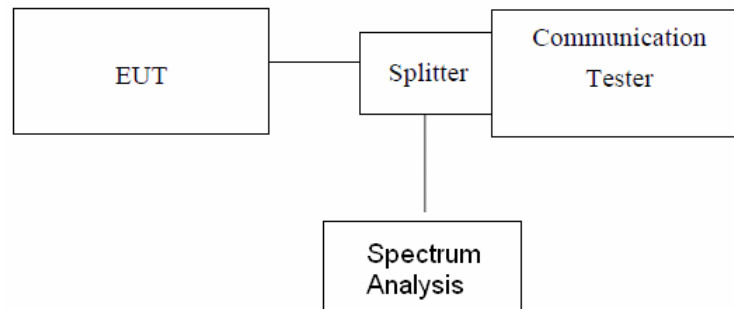 EUT
Splitter
Communication
Tester
Spectrum
Analysis